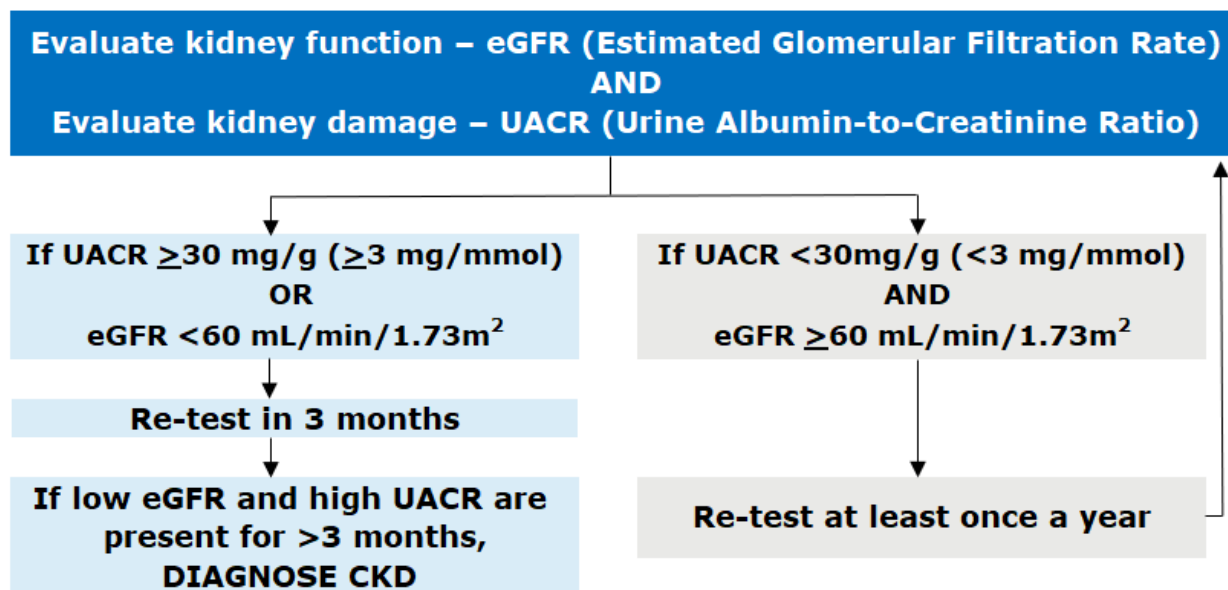 Evaluate kidney function – eGFR (Estimated Glomerular Filtration Rate)
AND
Evaluate kidney damage – UACR (Urine Albumin-to-Creatinine Ratio)
If UACR ≥30 mg/g (≥3 mg/mmol)
OR
eGFR <60 mL/min/1.73m²
Re-test in 3 months
If low eGFR and high UACR are
present for >3 months,
DIAGNOSE CKD
If UACR <30mg/g (<3 mg/mmol)
AND
eGFR ≥60 mL/min/1.73m²
Re-test at least once a year